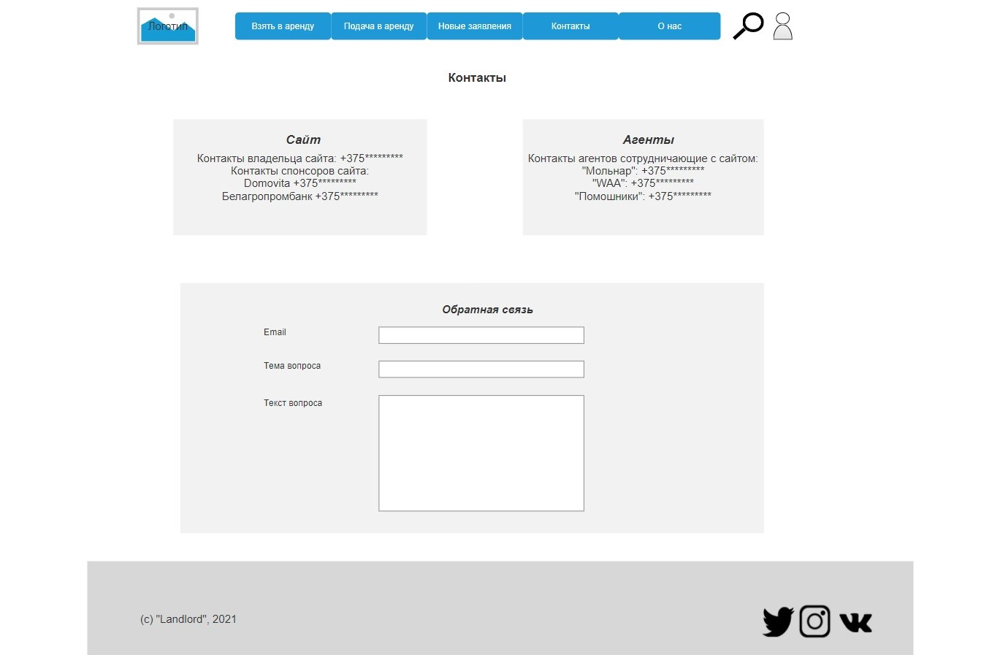 Логотип
Взять в аренду
Подача в аренду
Новые заявления
Контакты
О нас
Контакты
Сайт
Контакты владельца сайта: +375*********
Контакты спонсоров сайта:
Domovita +375*********
Белагропромбанк +375*********
Агенты
Контакты агентов сотрудничающие с сайтом:
"Мольнар": +375*********
"WAA": +375*********
"Помошники": +375*********
Обратная связь
Email
Тема вопроса
Текст вопроса
(c) "Landlord", 2021